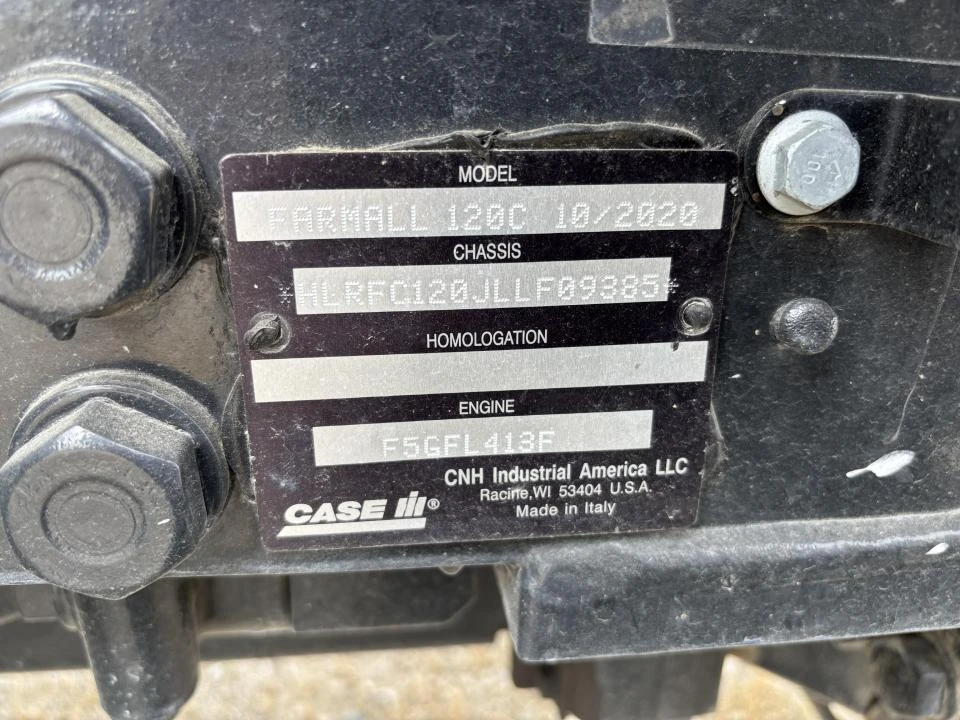 MODEL
FARMALL 120C 10/2020
CHASSIS
*HLRFC120JLLF09385*
HOMOLOGATION
ENGINE
F5GFL413F
CNH Industrial America LLC
Racine,WI 53404 U.S.A.
Made in Italy
CASE IH®